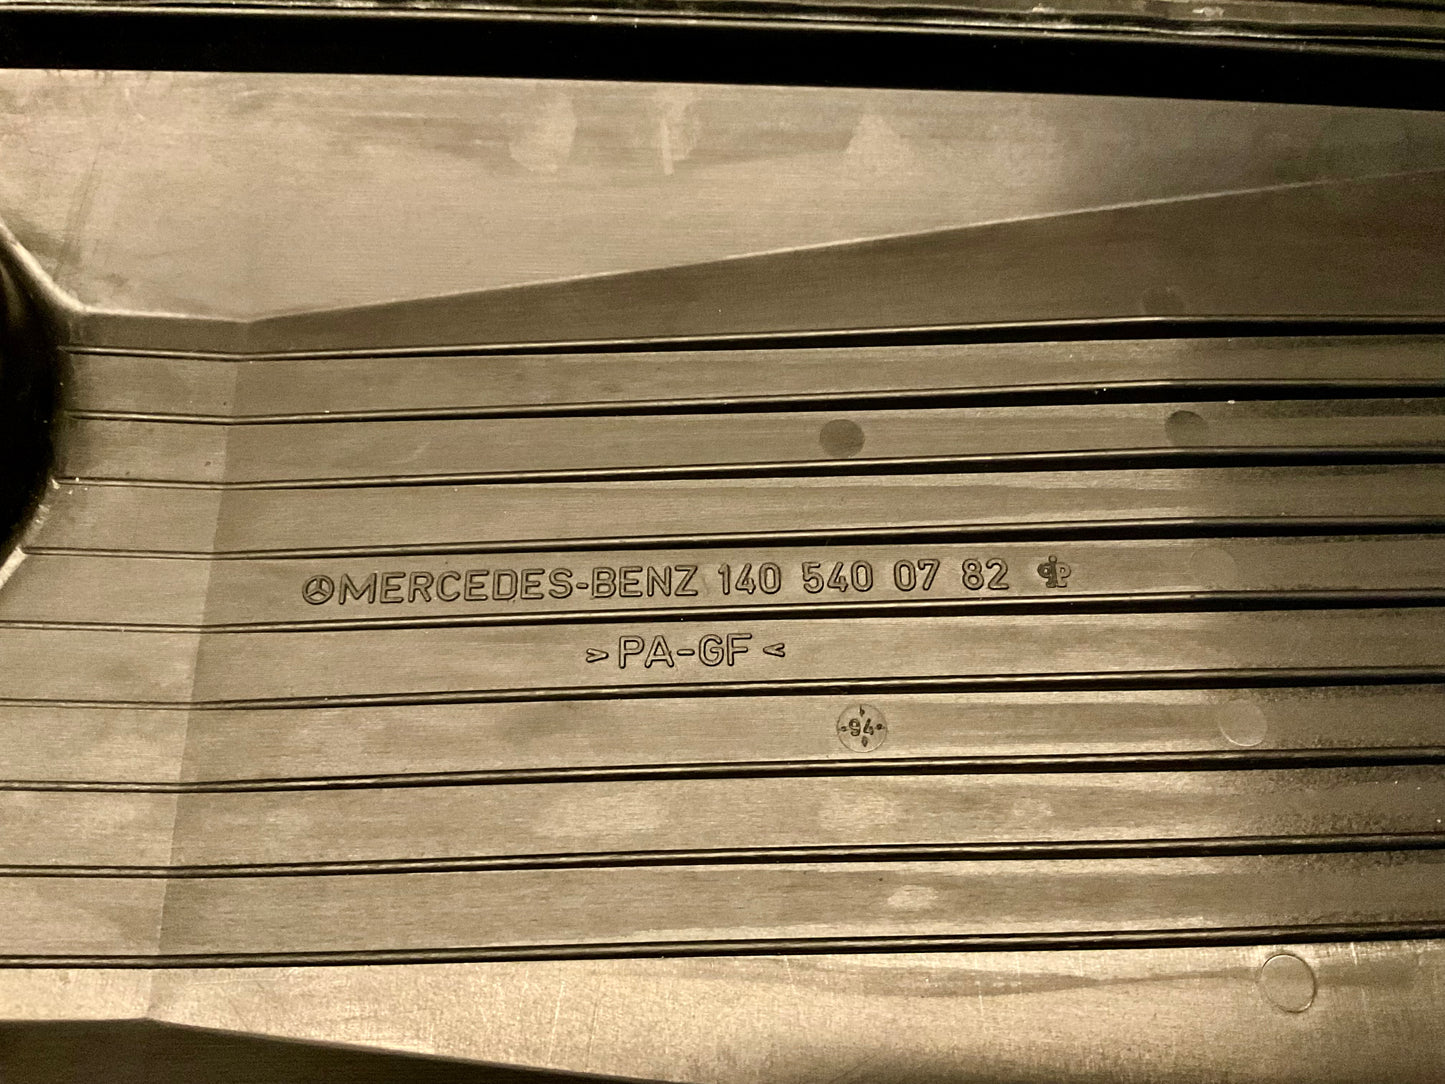 MERCEDES-BENZ 140 540 07 82
>PA-GF<
94